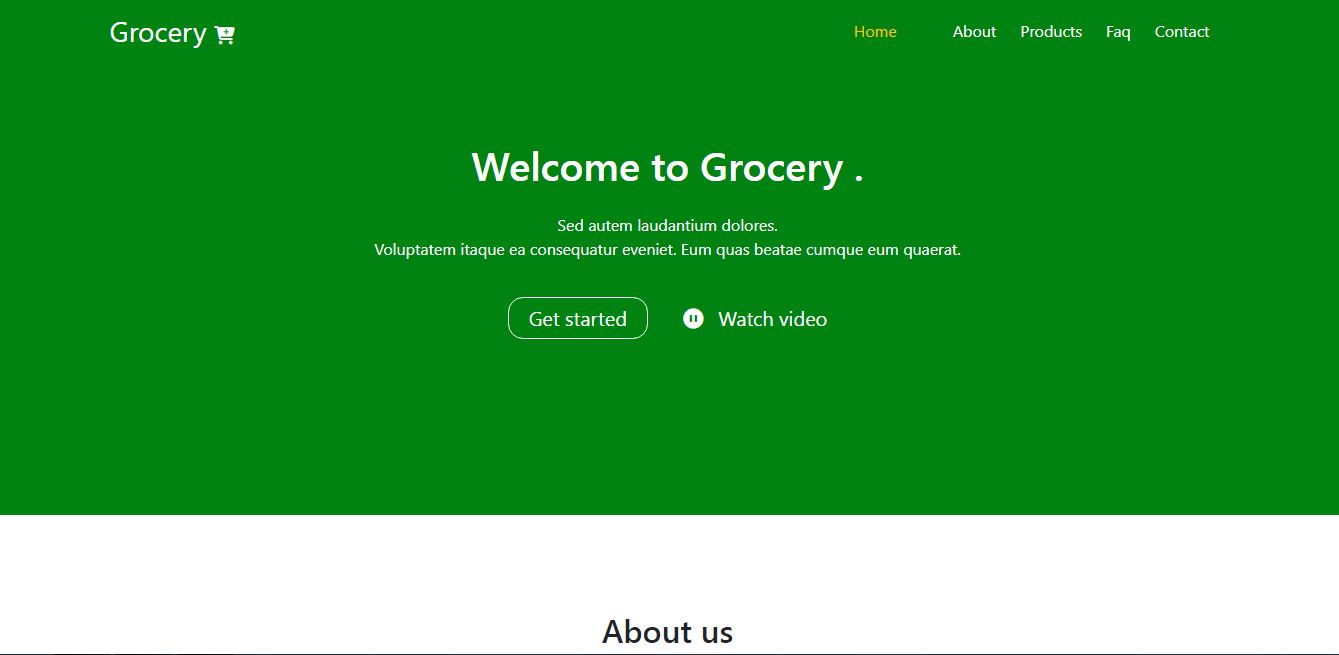 Grocery
Home About Products Faq Contact
Welcome to Grocery .
Sed autem laudantium dolores.
Voluptatem itaque ea consequatur eveniet. Eum quas beatae cumque eum quaerat.
Get started
Watch video
About us